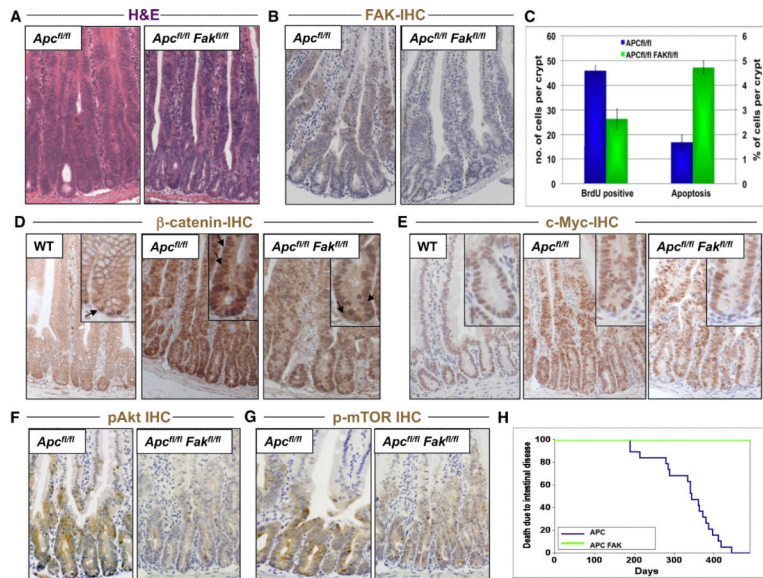 A H&E
Apcfl/fl
Apcfl/fl Fakfl/fl
B FAK-IHC
Apcfl/fl
Apcfl/fl Fakfl/fl
C
APCfl/fl
APCfl/fl FAKfl/fl
no. of cells per crypt
60
50
40
30
20
10
0
6
5
4
3
2
1
0
% of cells per crypt
BrdU positive
Apoptosis
D β-catenin-IHC
WT
Apcfl/fl
Apcfl/fl Fakfl/fl
E c-Myc-IHC
WT
Apcfl/fl
Apcfl/fl Fakfl/fl
F pAkt IHC
Apcfl/fl
Apcfl/fl Fakfl/fl
G p-mTOR IHC
Apcfl/fl
Apcfl/fl Fakfl/fl
H
Death due to intestinal disease
100
80
60
40
20
0
APC
APC FAK
0 100 200 300 400
Days